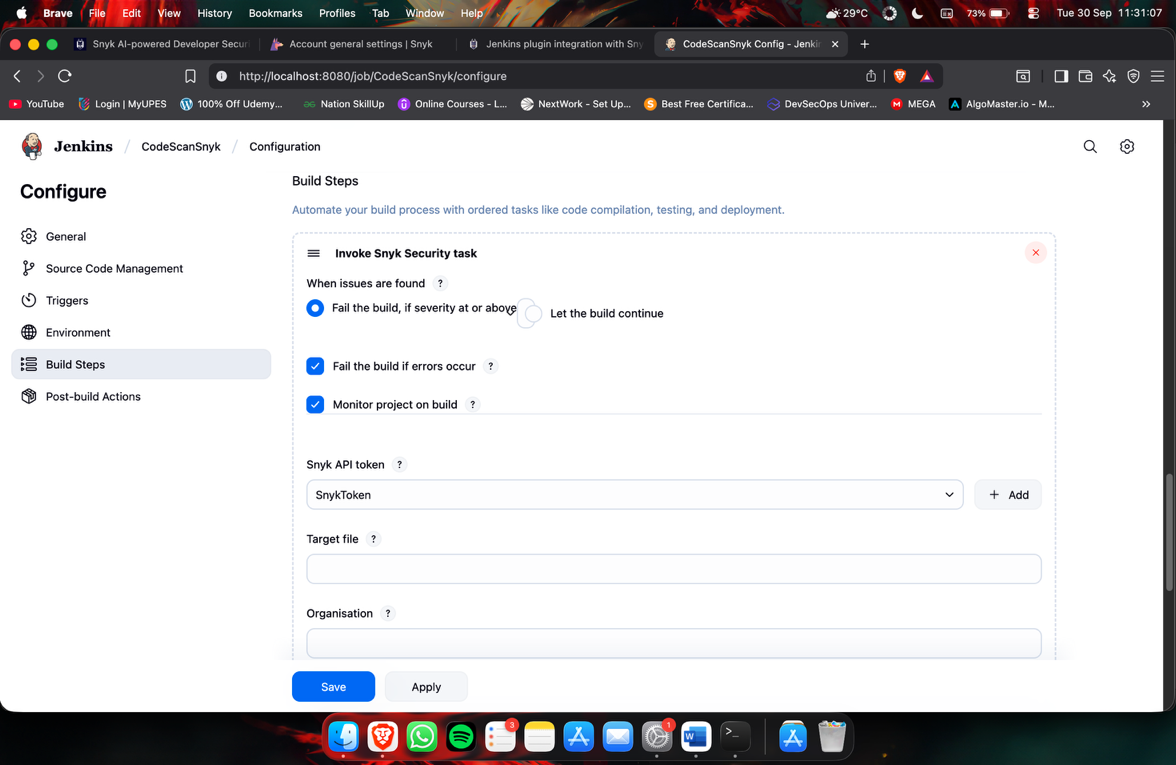 Brave File Edit View History Bookmarks Profiles Tab Window Help 29°C 73% Tue 30 Sep 11:31:07
Snyk AI-powered Developer Secur Account general settings | Snyk Jenkins plugin integration with Sny CodeScanSnyk Config - Jenkin
http://localhost:8080/job/CodeScanSnyk/configure
YouTube Login | MyUPES 100% Off Udemy... Nation SkillUp Online Courses - L... NextWork - Set Up... Best Free Certifica... DevSecOps Univer... MEGA AlgoMaster.io - M...
Jenkins / CodeScanSnyk / Configuration
Configure
General
Source Code Management
Triggers
Environment
Build Steps
Post-build Actions
Build Steps
Automate your build process with ordered tasks like code compilation, testing, and deployment.
Invoke Snyk Security task
When issues are found ?
Fail the build, if severity at or above Let the build continue
Fail the build if errors occur ?
Monitor project on build ?
Snyk API token ?
SnykToken + Add
Target file ?
Organisation ?
Save Apply
3 1